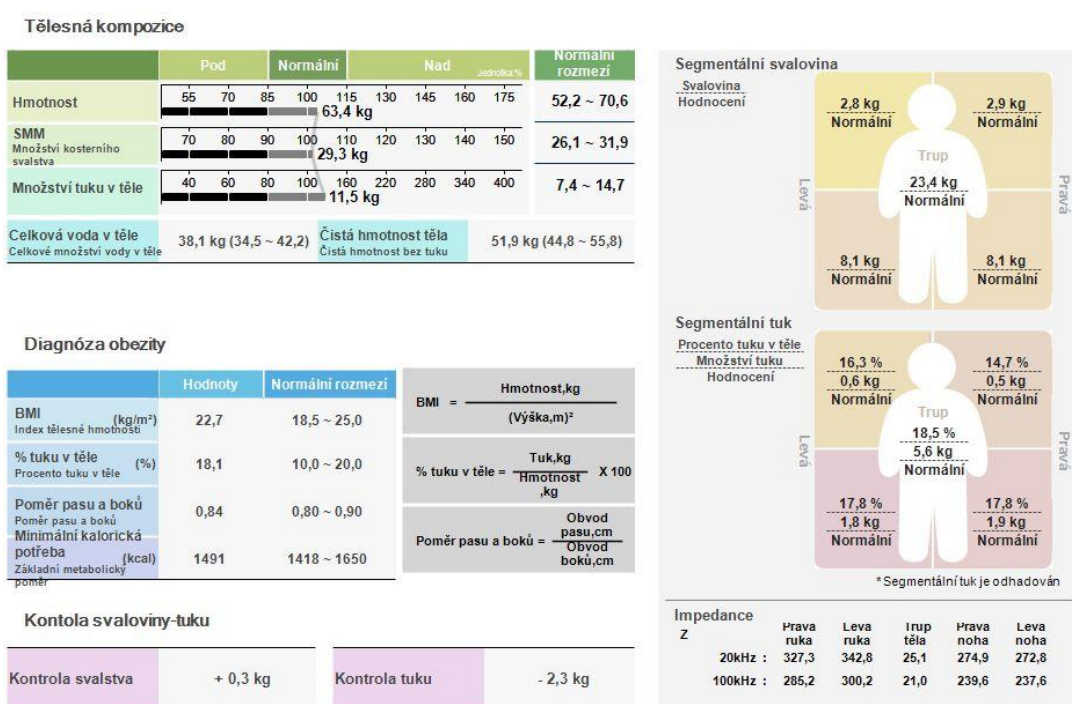 Tělesná kompozice
Pod Normální Nad Jednotka:% Normální rozmezí
Hmotnost 55 70 85 100 115 130 145 160 175 52,2 ~ 70,6
63,4 kg
SMM 70 80 90 100 110 120 130 140 150 26,1 ~ 31,9
Množství kosterního svalstva 29,3 kg
Množství tuku v těle 40 60 80 100 160 220 280 340 400 7,4 ~ 14,7
11,5 kg
Celková voda v těle 38,1 kg (34,5 ~ 42,2) Čistá hmotnost těla 51,9 kg (44,8 ~ 55,8)
Celkové množství vody v těle Čistá hmotnost bez tuku
Diagnóza obezity
Hodnoty Normální rozmezí
BMI (kg/m²) 22,7 18,5 ~ 25,0
Index tělesné hmotnosti
% tuku v těle (%) 18,1 10,0 ~ 20,0
Procento tuku v těle
Poměr pasu a boků 0,84 0,80 ~ 0,90
Poměr pasu a boků
Minimální kalorická
potřeba (kcal) 1491 1418 ~ 1650
Základní metabolický
poměr
Hmotnost,kg
BMI =
(Výška,m)²
Tuk,kg
% tuku v těle = X 100
Hmotnost
,kg
Obvod
pasu,cm
Poměr pasu a boků =
Obvod
boků,cm
Kontola svaloviny-tuku
Kontrola svalstva + 0,3 kg Kontrola tuku - 2,3 kg
Segmentální svalovina
Svalovina
Hodnocení
2,8 kg 2,9 kg
Normální Normální
Trup
23,4 kg
Normální
Levá Pravá
8,1 kg 8,1 kg
Normální Normální
Segmentální tuk
Procento tuku v těle
Množství tuku
Hodnocení
16,3 % 14,7 %
0,6 kg 0,5 kg
Normální Normální
Trup
18,5 %
5,6 kg
Normální
Levá Pravá
17,8 % 17,8 %
1,8 kg 1,9 kg
Normální Normální
* Segmentální tuk je odhadován
Impedance
Z Prava ruka Leva ruka Trup těla Prava noha Leva noha
20kHz : 327,3 342,8 25,1 274,9 272,8
100kHz : 285,2 300,2 21,0 239,6 237,6